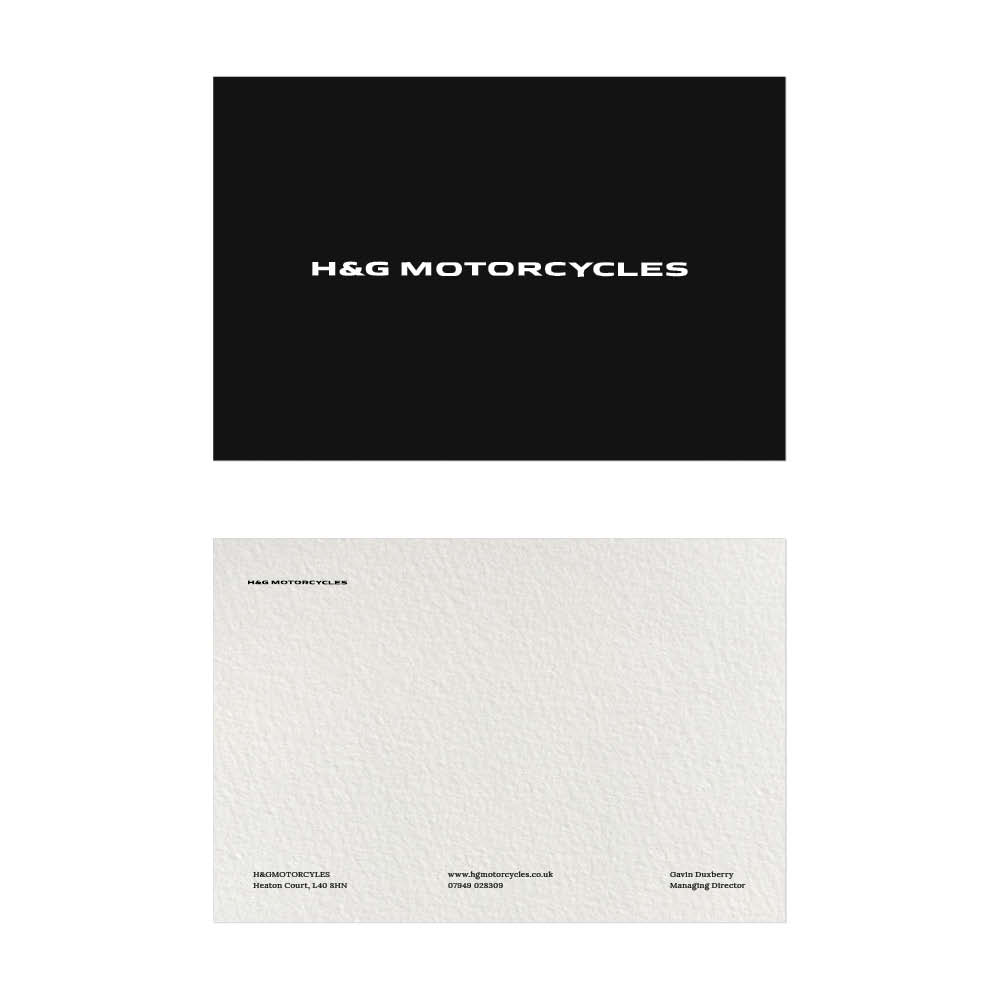 H&G MOTORCYCLES
H&G MOTORCYCLES
H&GMOTORCYLES
Heaton Court, L40 8HN
www.hgmotorcycles.co.uk
07949 028309
Gavin Duxberry
Managing Director